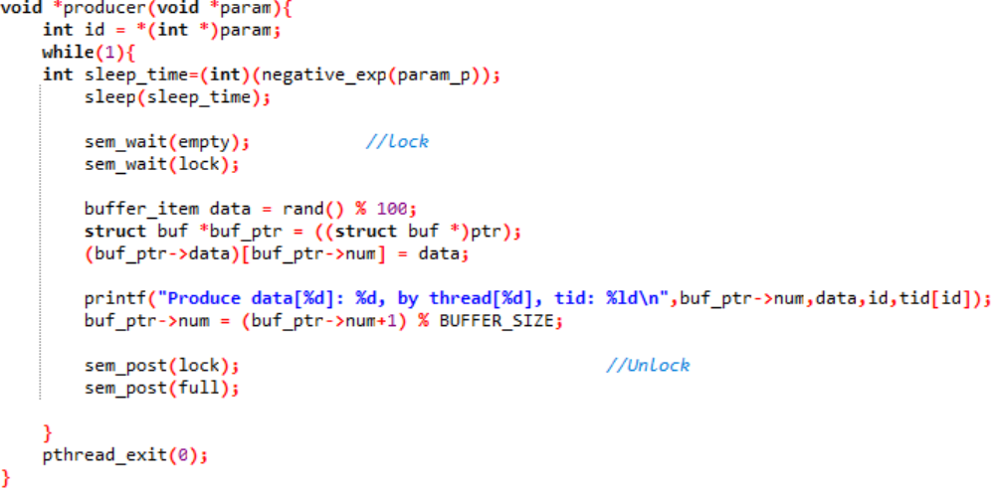 void *producer(void *param){
    int id = *(int *)param;
    while(1){
    int sleep_time=(int)(negative_exp(param_p));
        sleep(sleep_time);
        sem_wait(empty);            //lock
        sem_wait(lock);
        buffer_item data = rand() % 100;
        struct buf *buf_ptr = ((struct buf *)ptr);
        (buf_ptr->data)[buf_ptr->num] = data;
        printf("Produce data[%d]: %d, by thread[%d], tid: %ld\n",buf_ptr->num,data,id,tid[id]);
        buf_ptr->num = (buf_ptr->num+1) % BUFFER_SIZE;
        sem_post(lock);                                     //Unlock
        sem_post(full);
    }
    pthread_exit(0);
}